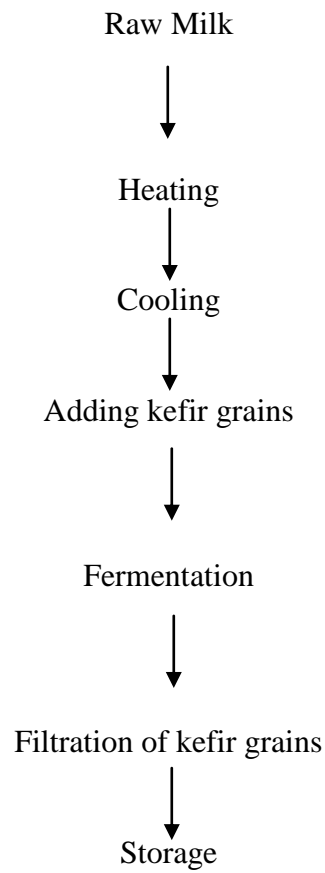 Raw Milk
Heating
Cooling
Adding kefir grains
Fermentation
Filtration of kefir grains
Storage